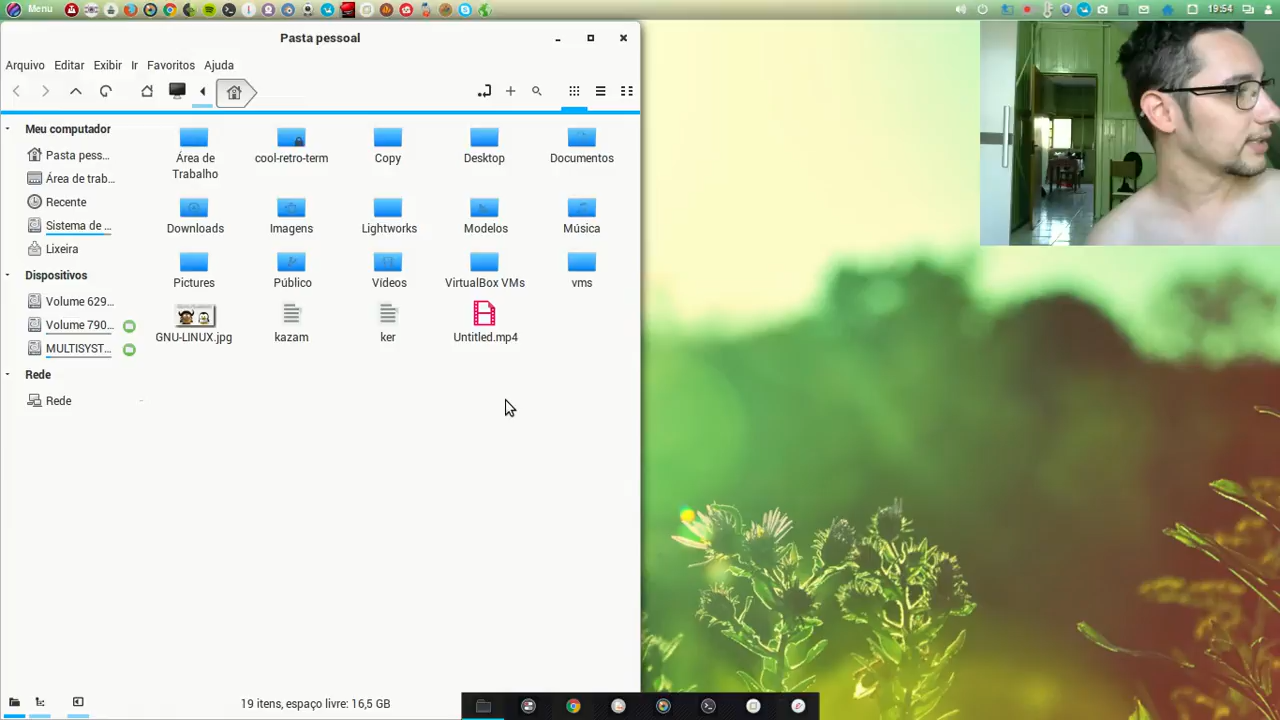 Menu
19:54
Pasta pessoal
Arquivo Editar Exibir Ir Favoritos Ajuda
Meu computador
Pasta pess...
Área de trab...
Recente
Sistema de ...
Lixeira
Dispositivos
Volume 629...
Volume 790...
MULTISYST...
Rede
Rede
Área de
Trabalho
cool-retro-term
Copy
Desktop
Documentos
Downloads
Imagens
Lightworks
Modelos
Música
Pictures
Público
Vídeos
VirtualBox VMs
vms
GNU-LINUX.jpg
kazam
ker
Untitled.mp4
19 itens, espaço livre: 16,5 GB